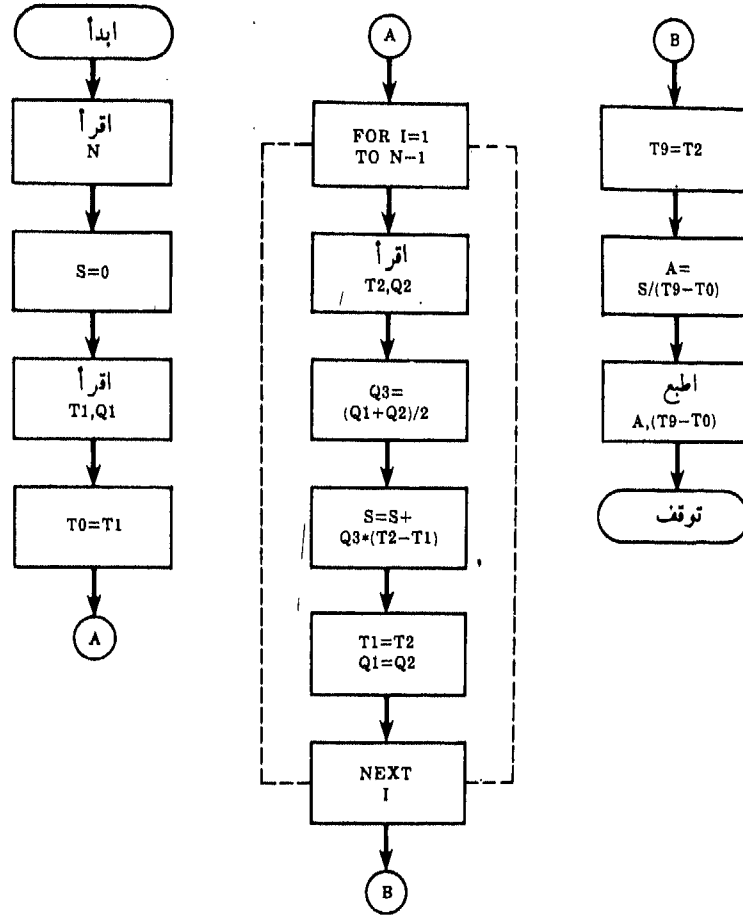 ابدأ
اقرأ
N
S=0
اقرأ
T1,Q1
T0=T1
A
A
FOR I=1
TO N-1
اقرأ
T2,Q2
Q3=
(Q1+Q2)/2
S=S+
Q3*(T2-T1)
T1=T2
Q1=Q2
NEXT
I
B
B
T9=T2
A=
S/(T9-T0)
اطبع
A,(T9-T0)
توقف